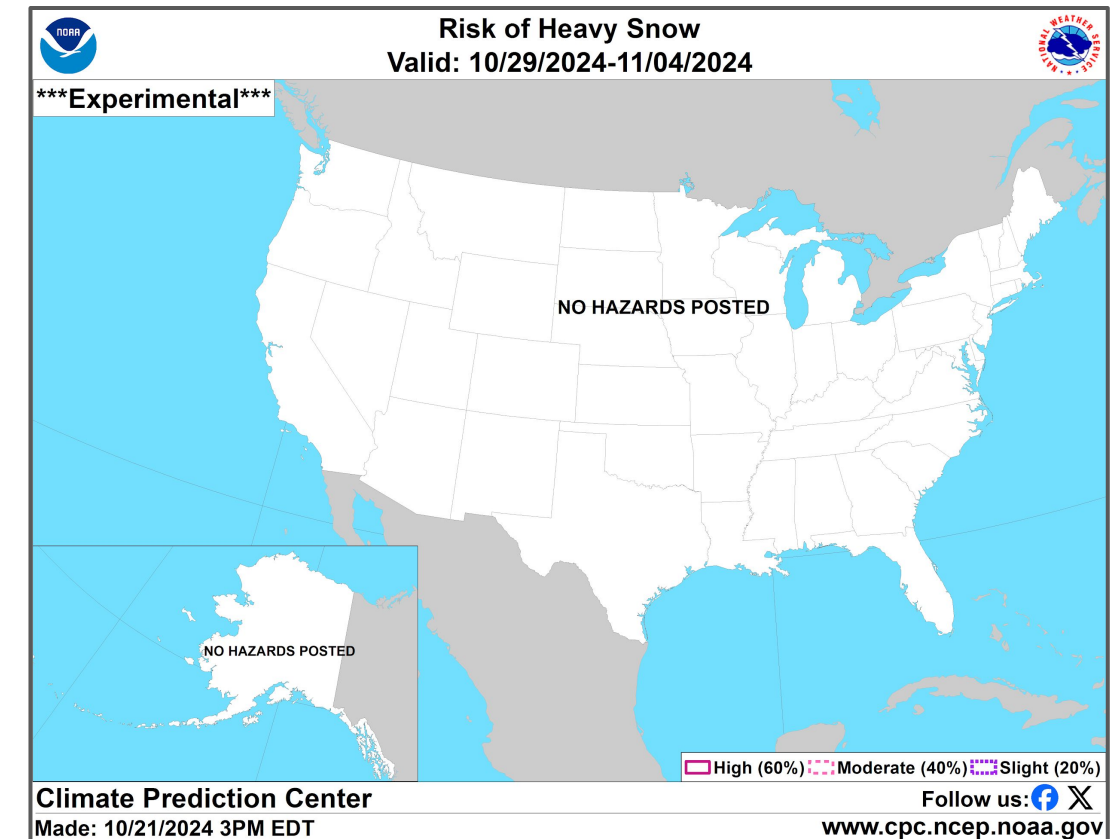 NOAA
Risk of Heavy Snow
Valid: 10/29/2024-11/04/2024
NATIONAL WEATHER SERVICE
***Experimental***
NO HAZARDS POSTED
NO HAZARDS POSTED
High (60%) Moderate (40%) Slight (20%)
Climate Prediction Center
Follow us:
Made: 10/21/2024 3PM EDT
www.cpc.ncep.noaa.gov